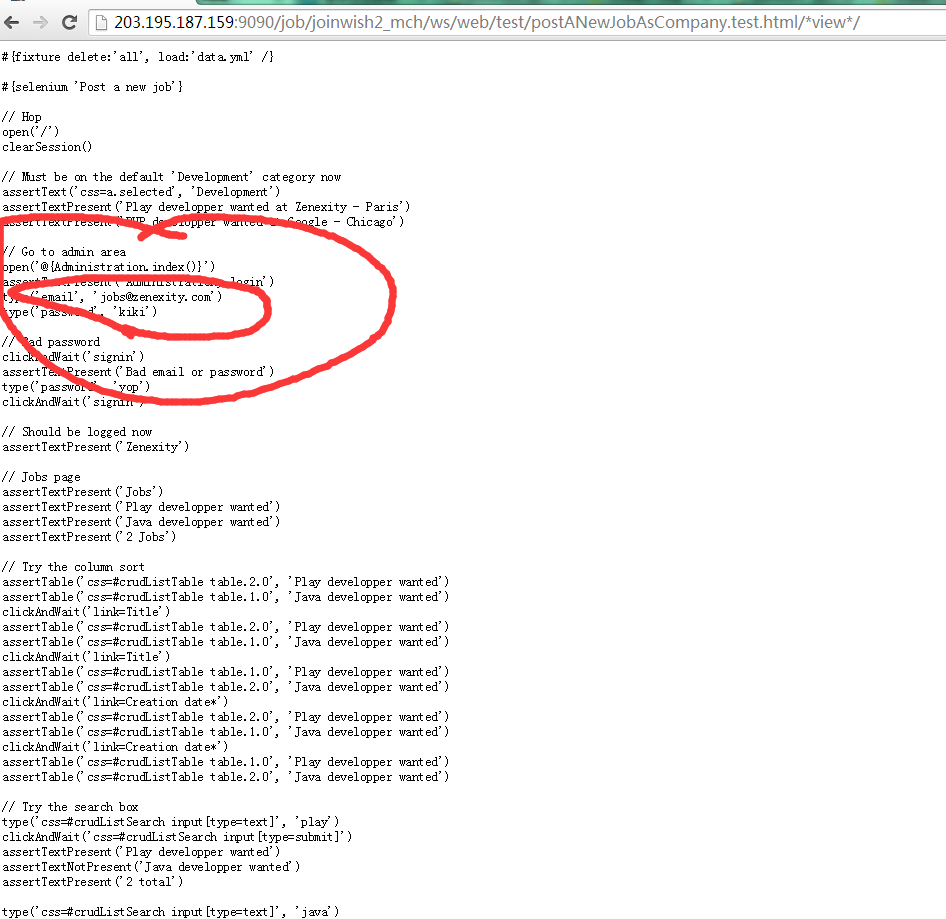 203.195.187.159:9090/job/joinwish2_mch/ws/web/test/postANewJobAsCompany.test.html/*view*/
#{fixture delete:'all', load:'data.yml' /}
#{selenium 'Post a new job'}
// Hop
open('/')
clearSession()
// Must be on the default 'Development' category now
assertText('css=a.selected', 'Development')
assertTextPresent('Play developper wanted at Zenexity - Paris')
assertTextPresent('PHP developper wanted at Google - Chicago')
// Go to admin area
open('@{Administration.index()}')
assertTextPresent('Administration login')
type('email', 'jobs@zenexity.com')
type('password', 'kiki')
// Bad password
clickAndWait('signin')
assertTextPresent('Bad email or password')
type('password', 'yop')
clickAndWait('signin')
// Should be logged now
assertTextPresent('Zenexity')
// Jobs page
assertTextPresent('Jobs')
assertTextPresent('Play developper wanted')
assertTextPresent('Java developper wanted')
assertTextPresent('2 Jobs')
// Try the column sort
assertTable('css=#crudListTable table.2.0', 'Play developper wanted')
assertTable('css=#crudListTable table.1.0', 'Java developper wanted')
clickAndWait('link=Title')
assertTable('css=#crudListTable table.2.0', 'Play developper wanted')
assertTable('css=#crudListTable table.1.0', 'Java developper wanted')
clickAndWait('link=Title')
assertTable('css=#crudListTable table.1.0', 'Play developper wanted')
assertTable('css=#crudListTable table.2.0', 'Java developper wanted')
clickAndWait('link=Creation date*')
assertTable('css=#crudListTable table.2.0', 'Play developper wanted')
assertTable('css=#crudListTable table.1.0', 'Java developper wanted')
clickAndWait('link=Creation date*')
assertTable('css=#crudListTable table.1.0', 'Play developper wanted')
assertTable('css=#crudListTable table.2.0', 'Java developper wanted')
// Try the search box
type('css=#crudListSearch input[type=text]', 'play')
clickAndWait('css=#crudListSearch input[type=submit]')
assertTextPresent('Play developper wanted')
assertTextNotPresent('Java developper wanted')
assertTextPresent('2 total')
type('css=#crudListSearch input[type=text]', 'java')